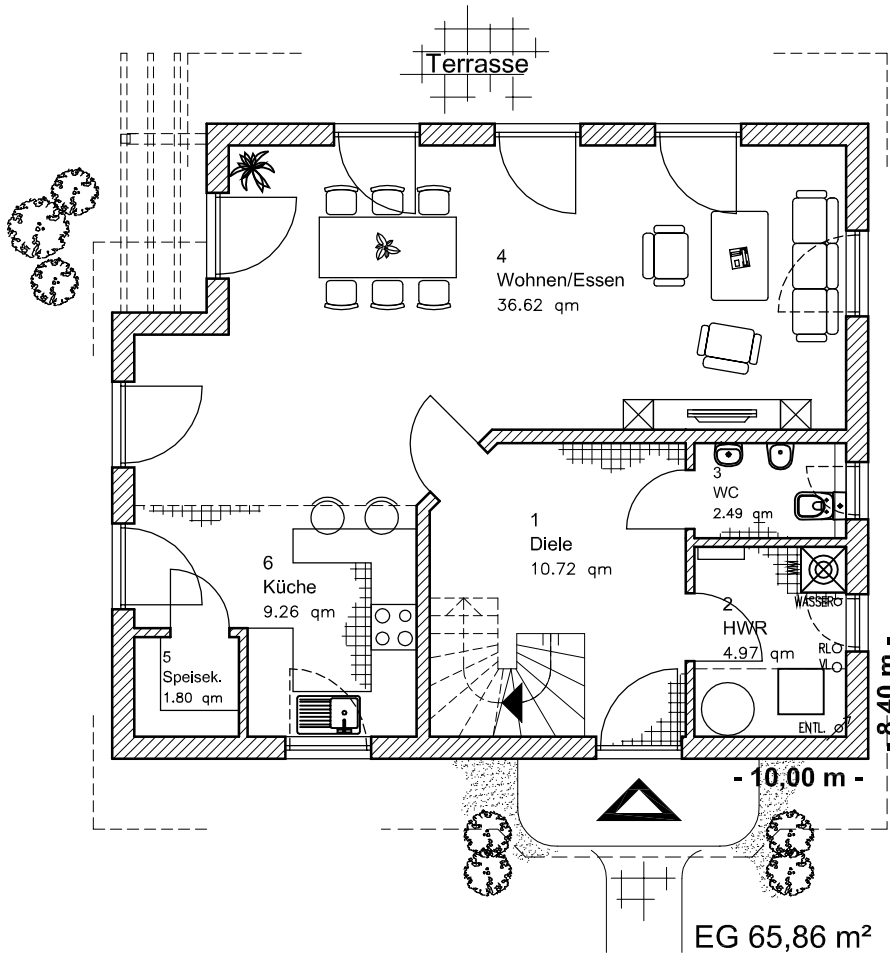 Terrasse
4
Wohnen/Essen
36.62 qm
3
WC
2.49 qm
1
Diele
10.72 qm
6
Küche
9.26 qm
2
HWR
4.97 qm
WM
WASSER
RL
VL
ENTL.
5
Speisek.
1.80 qm
- 8,40 m -
- 10,00 m -
EG 65,86 m²